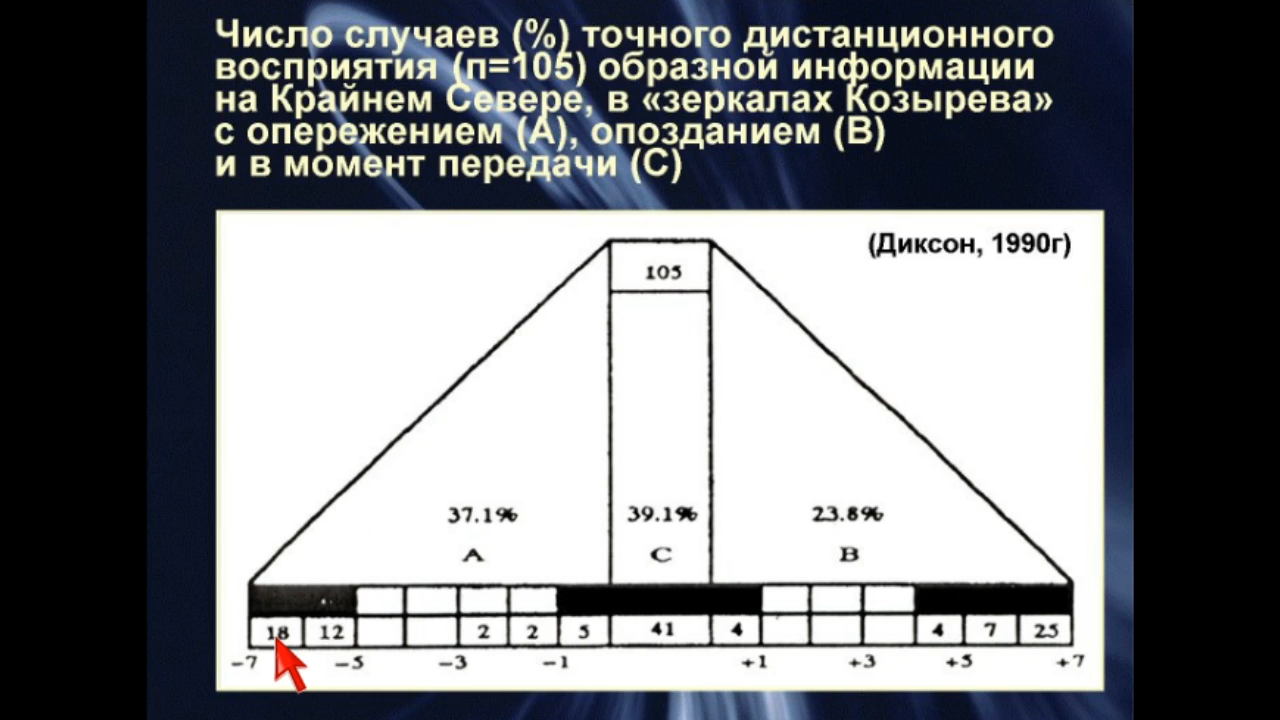 Число случаев (%) точного дистанционного
восприятия (п=105) образной информации
на Крайнем Севере, в «зеркалах Козырева»
с опережением (А), опозданием (В)
и в момент передачи (С)
(Диксон, 1990г)
105
37.1% 39.1% 23.8%
A C B
18 12 2 2 5 41 4 4 7 25
−7 −5 −3 −1 +1 +3 +5 +7